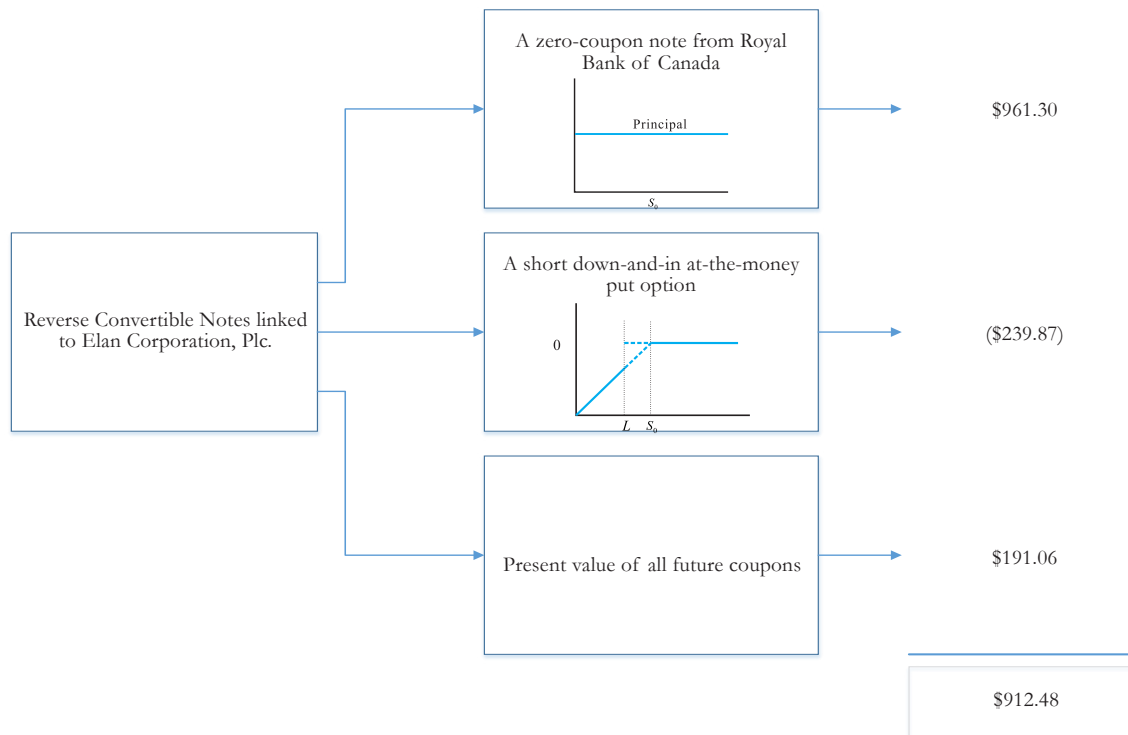 A zero-coupon note from Royal
Bank of Canada
Principal
S₀
$961.30
Reverse Convertible Notes linked
to Elan Corporation, Plc.
A short down-and-in at-the-money
put option
0
L S₀
($239.87)
Present value of all future coupons
$191.06
$912.48